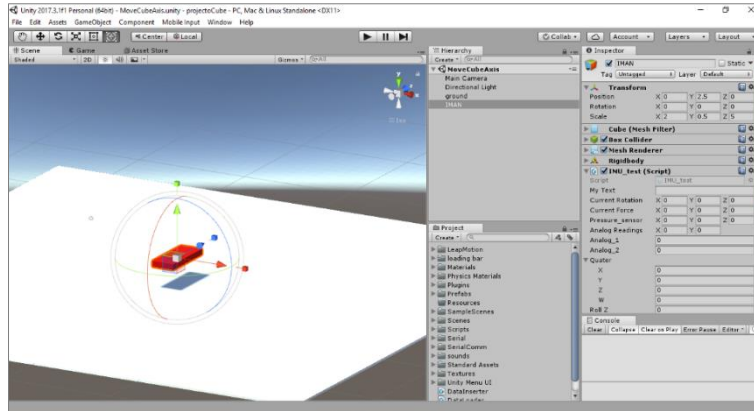 Unity 2017.3.1f1 Personal (64bit) - MoveCubeAxis.unity - projectoCube - PC, Mac & Linux Standalone <DX11>
File Edit Assets GameObject Component Mobile Input Window Help
Center Local Collab Account Layers Layout
Scene Game Asset Store
Shaded 2D Gizmos
Hierarchy
Create
MoveCubeAxis
Main Camera
Directional Light
ground
IMAN
Project
Create
LeapMotion
loading bar
Materials
Physics Materials
Plugins
Prefabs
Resources
SampleScenes
Scenes
Scripts
Serial
SerialComm
sounds
Standard Assets
Textures
Unity Menu UI
DataInserter
DataLoader
Inspector
IMAN Static
Tag Untagged Layer Default
Transform
Position X 0 Y 2.5 Z 0
Rotation X 0 Y 0 Z 0
Scale X 2 Y 0.5 Z 5
Cube (Mesh Filter)
Box Collider
Mesh Renderer
Rigidbody
IMU_test (Script)
Script IMU_test
My Text
Current Rotation X 0 Y 0 Z 0
Current Force X 0 Y 0 Z 0
Pressure_sensor X 0 Y 0 Z 0
Analog Readings X 0 Y 0 Z 0
Analog_1 0
Analog_2 0
Quater
X 0
Y 0
Z 0
W 0
Roll Z 0
Console
Clear Collapse Clear on Play Error Pause Editor